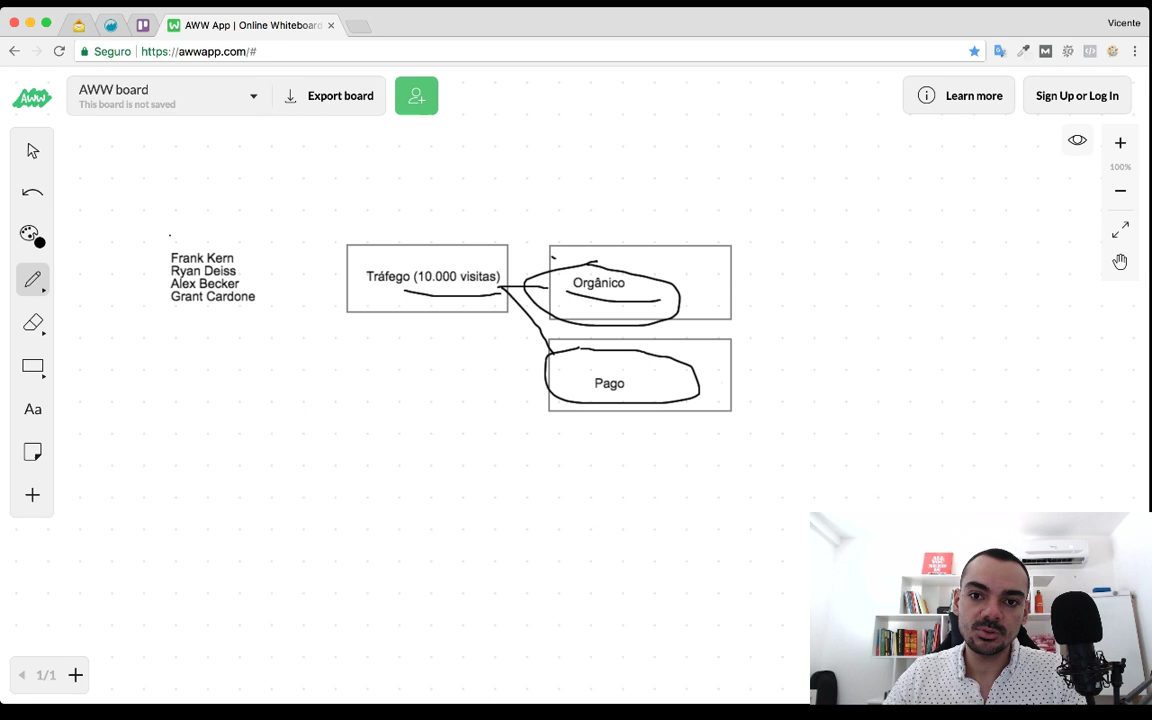 AWW App | Online Whiteboard
Vicente
Seguro
https://awwapp.com/#
AWW
AWW board
This board is not saved
Export board
Learn more
Sign Up or Log In
100%
Frank Kern
Ryan Deiss
Alex Becker
Grant Cardone
Tráfego (10.000 visitas)
Orgânico
Pago
Aa
1/1